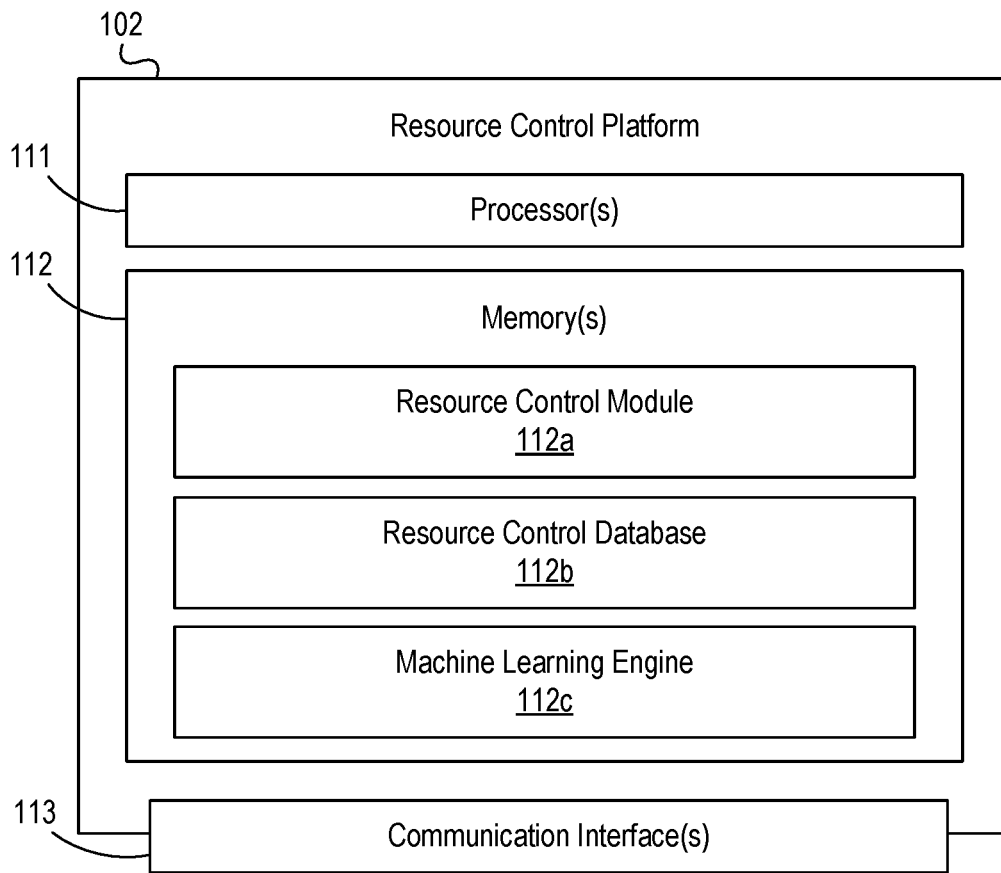 102
Resource Control Platform
111
Processor(s)
112
Memory(s)
Resource Control Module
112a
Resource Control Database
112b
Machine Learning Engine
112c
113
Communication Interface(s)